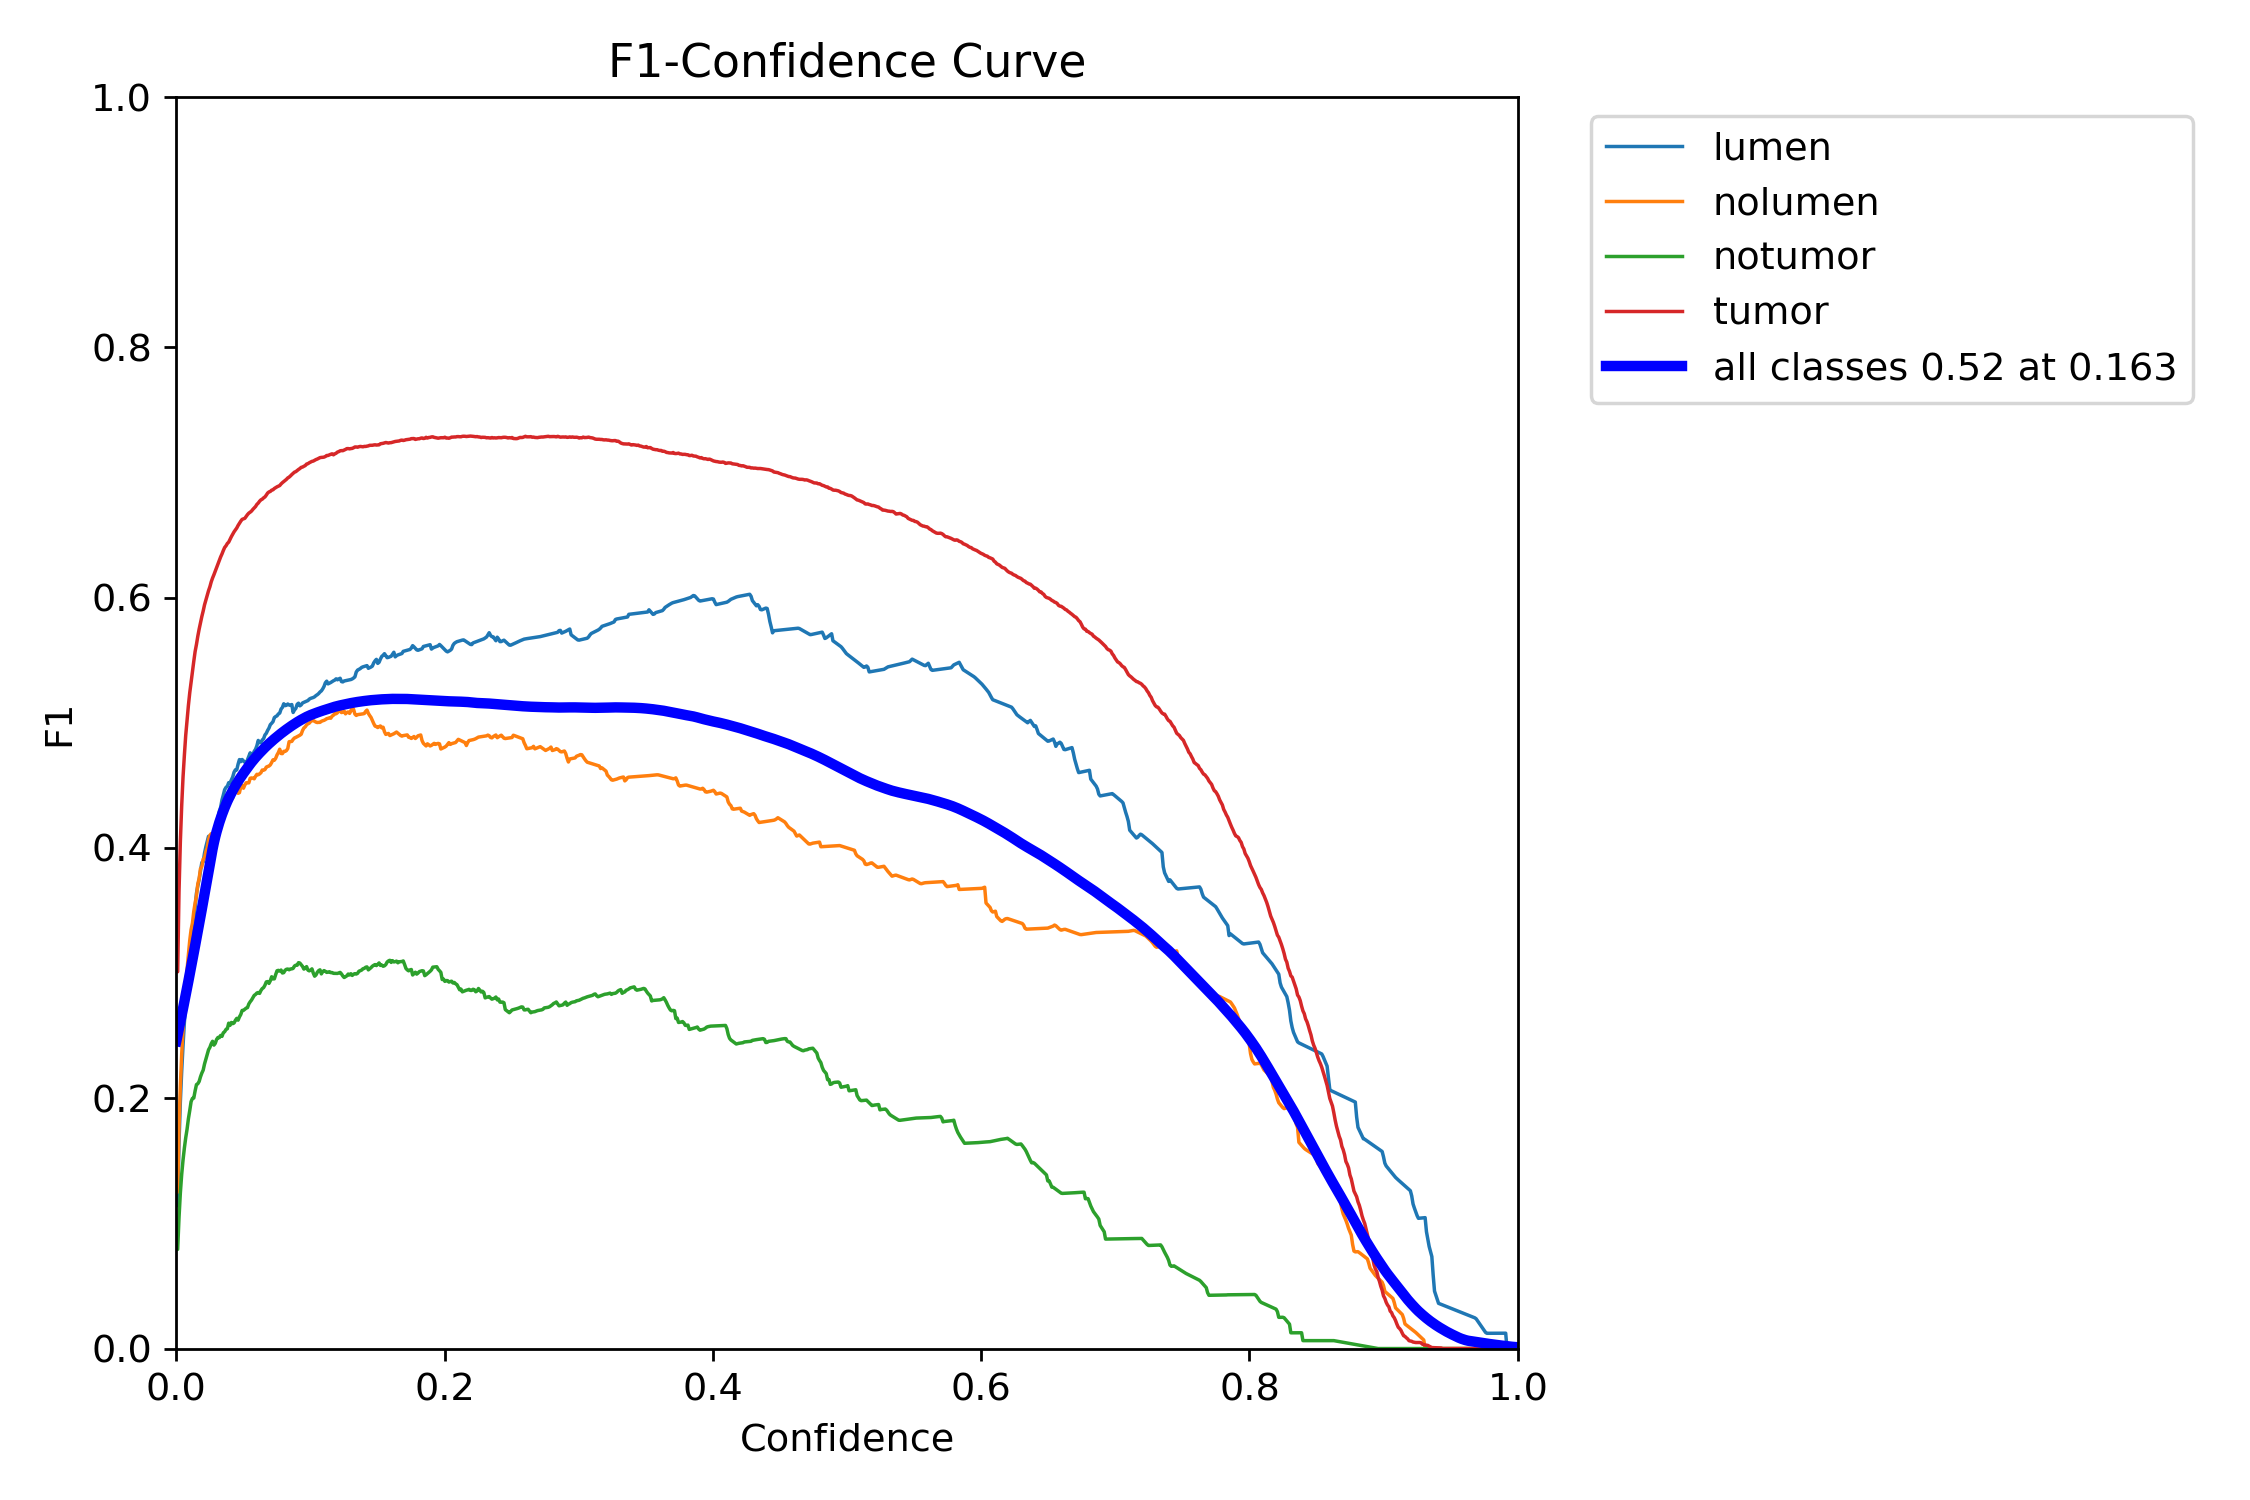 F1-Confidence Curve
1.0
0.8
0.6
0.4
0.2
0.0
F1
0.0 0.2 0.4 0.6 0.8 1.0
Confidence
lumen
nolumen
notumor
tumor
all classes 0.52 at 0.163